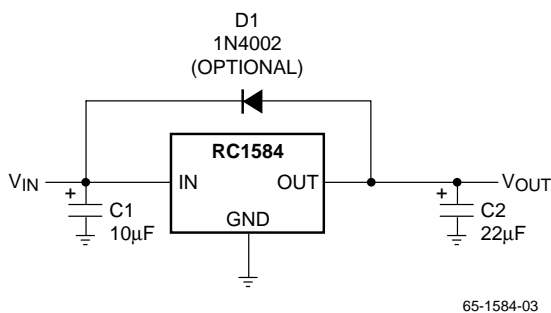 D1
1N4002
(OPTIONAL)
RC1584
VIN
IN
OUT
VOUT
+
C1
10μF
GND
+
C2
22μF
65-1584-03